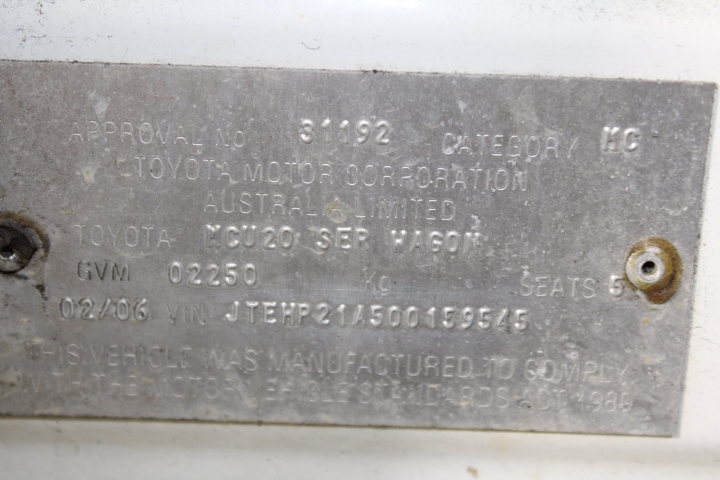 APPROVAL No 31192 CATEGORY MC
TOYOTA MOTOR CORPORATION
AUSTRALIA LIMITED
TOYOTA MCU20 SER WAGON
GVM 02250 Kg SEATS 5
02/06 VIN JTEHP21A500159545
THIS VEHICLE WAS MANUFACTURED TO COMPLY
WITH THE MOTOR VEHICLE STANDARDS ACT 1989